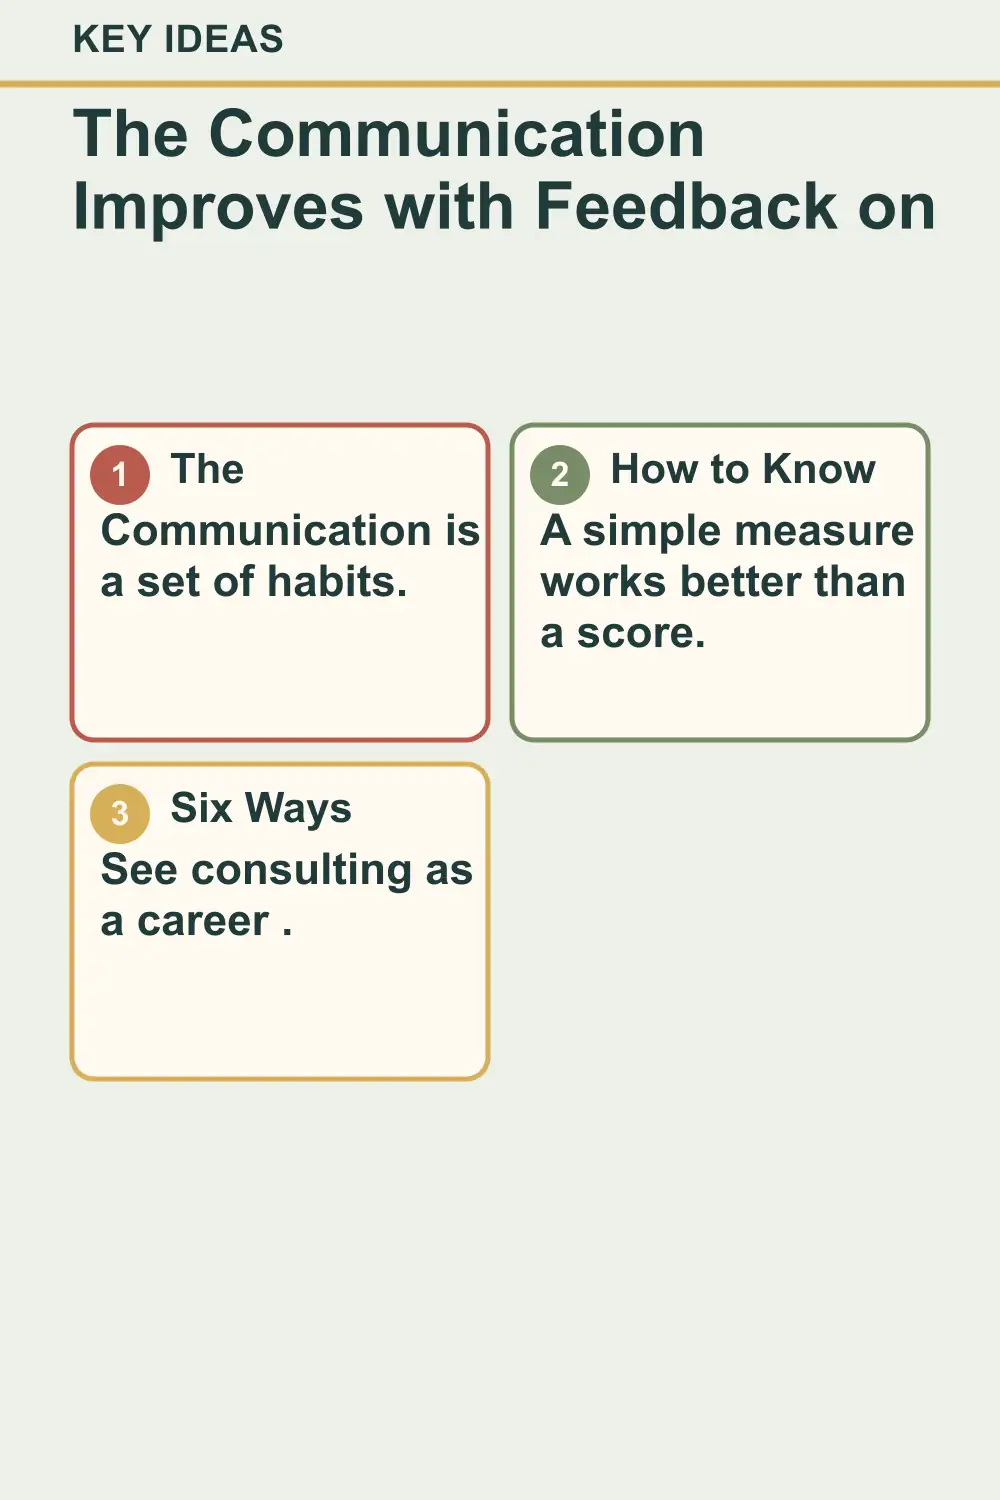 KEY IDEAS
The Communication
Improves with Feedback on
1 The
Communication is
a set of habits.
2 How to Know
A simple measure
works better than
a score.
3 Six Ways
See consulting as
a career .